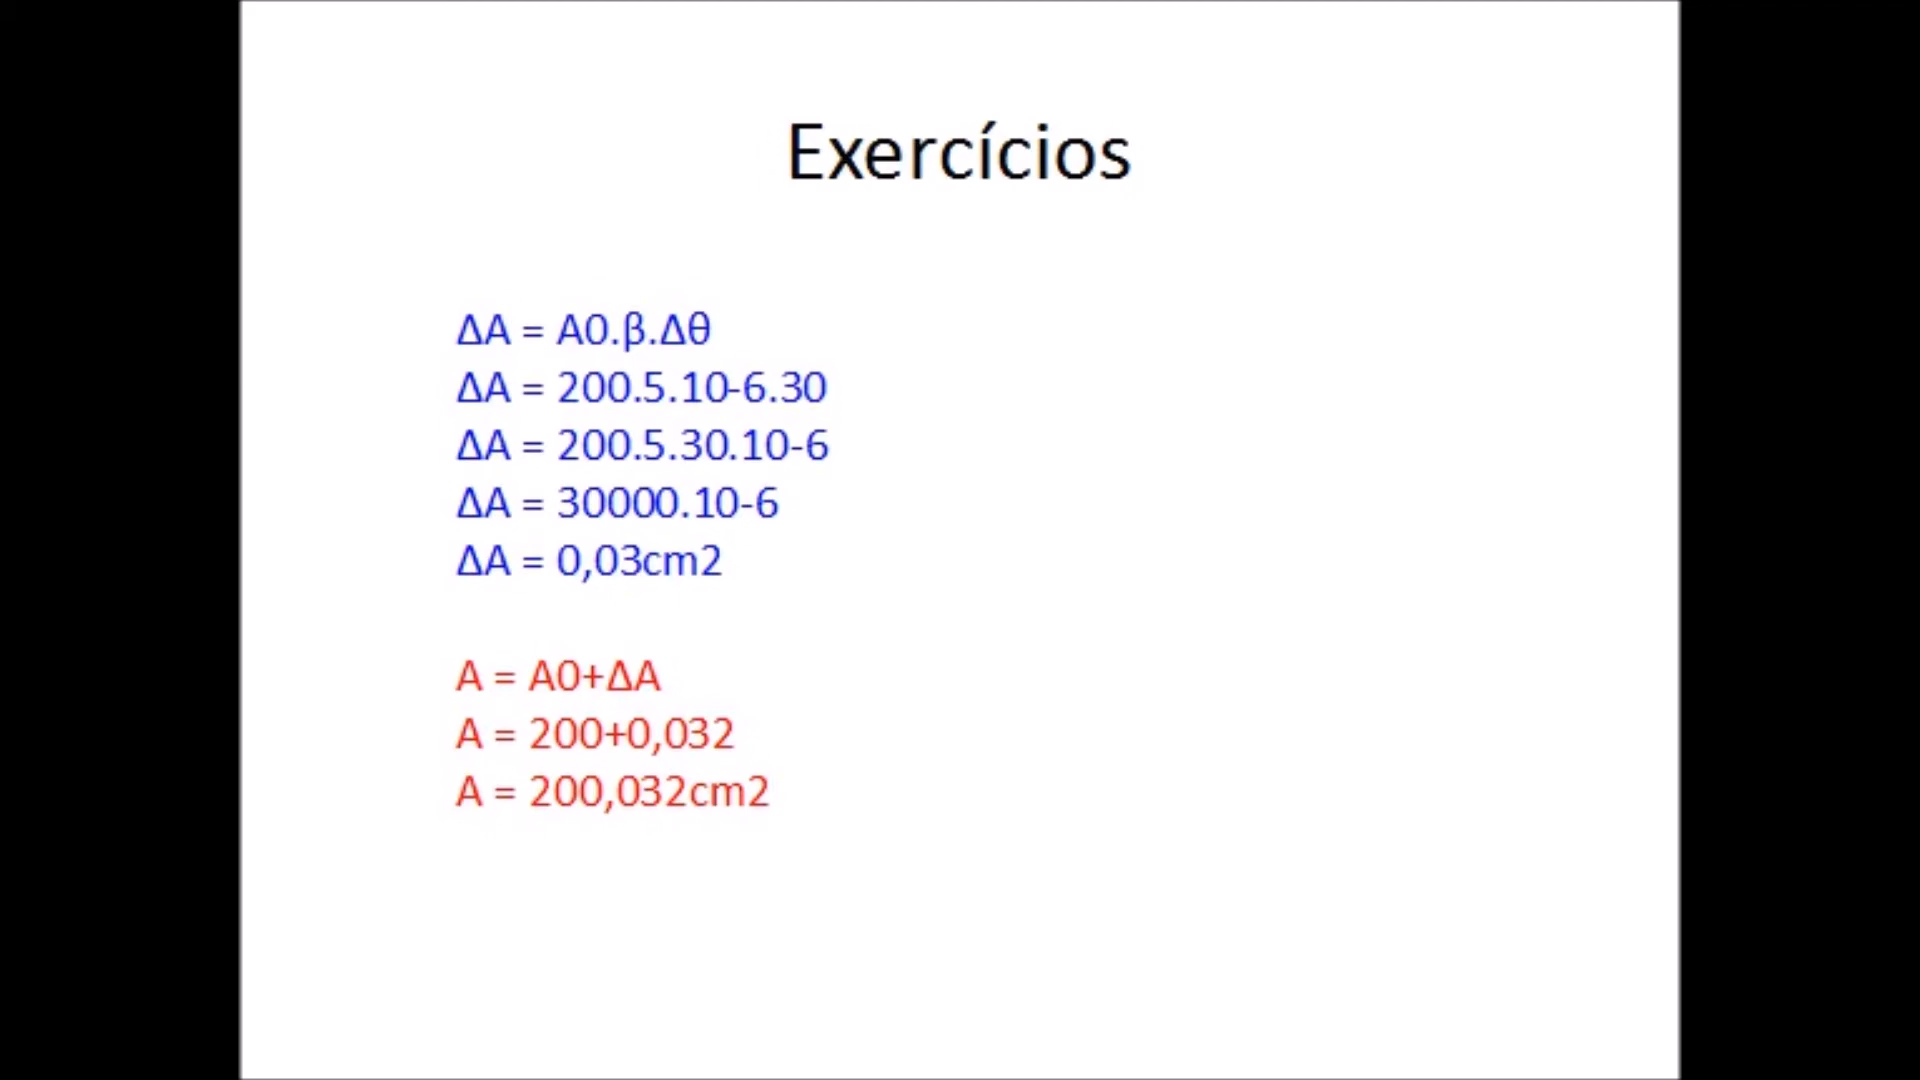 Exercícios
ΔA = A0.β.Δθ
ΔA = 200.5.10-6.30
ΔA = 200.5.30.10-6
ΔA = 30000.10-6
ΔA = 0,03cm2
A = A0+ΔA
A = 200+0,032
A = 200,032cm2